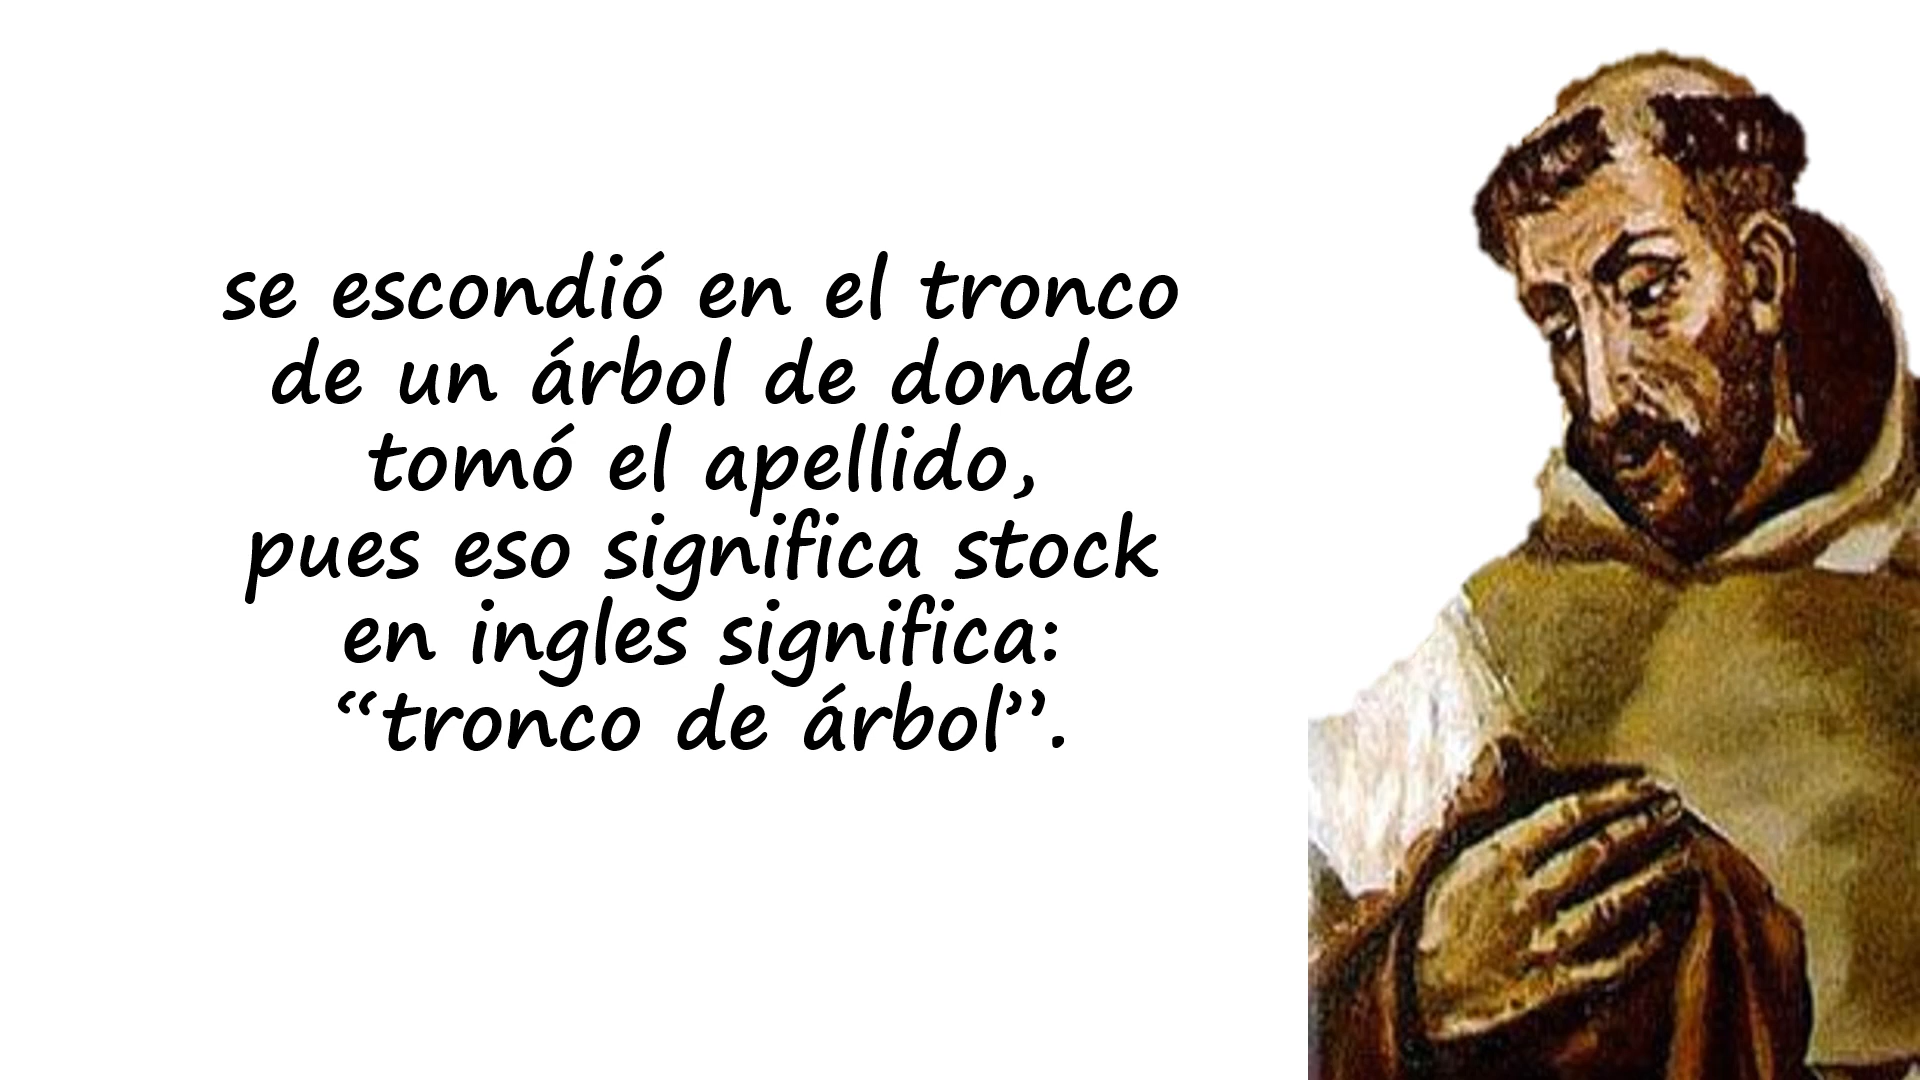 se escondió en el tronco
de un árbol de donde
tomó el apellido,
pues eso significa stock
en ingles significa:
“tronco de árbol”.